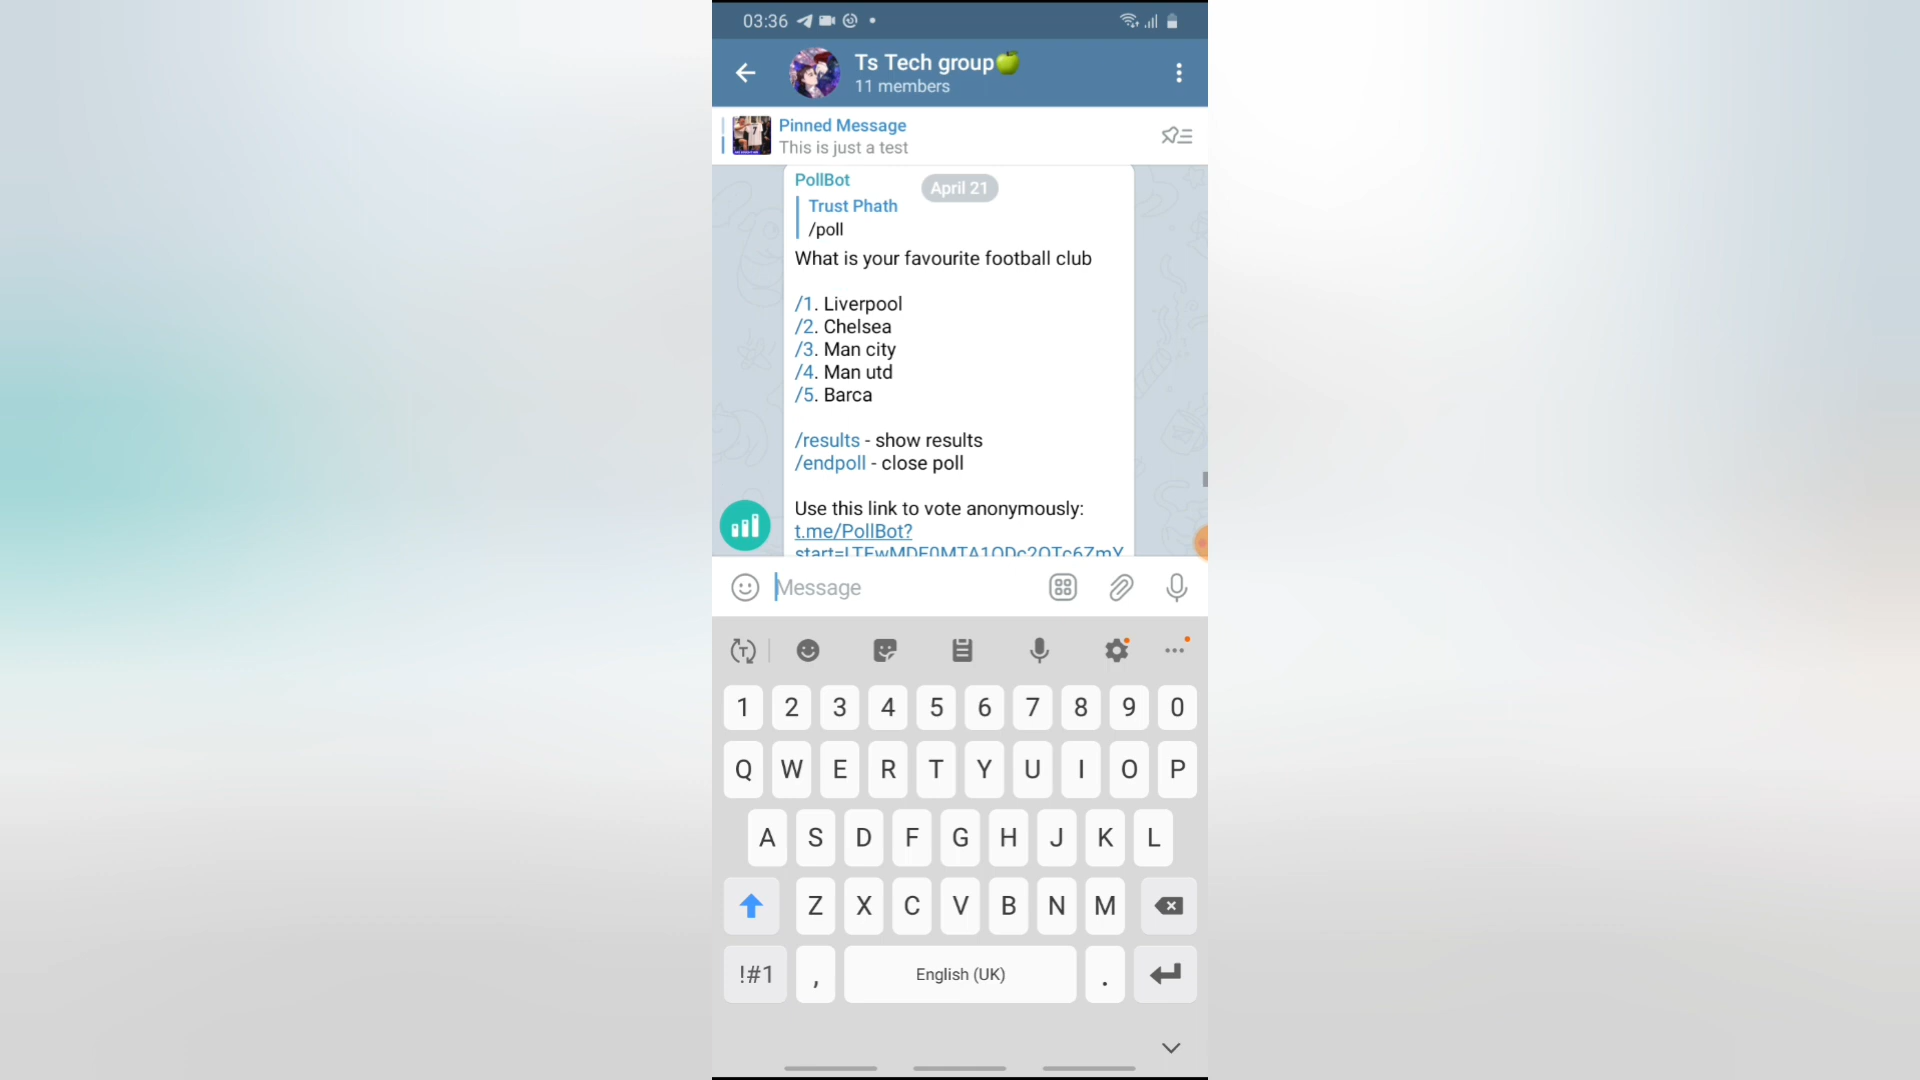 03:36
Ts Tech group🍏
11 members
Pinned Message
This is just a test
PollBot
April 21
Trust Phath
/poll
What is your favourite football club
/1. Liverpool
/2. Chelsea
/3. Man city
/4. Man utd
/5. Barca
/results - show results
/endpoll - close poll
Use this link to vote anonymously:
t.me/PollBot?
Message
1 2 3 4 5 6 7 8 9 0
Q W E R T Y U I O P
A S D F G H J K L
Z X C V B N M
!#1 , English (UK) .